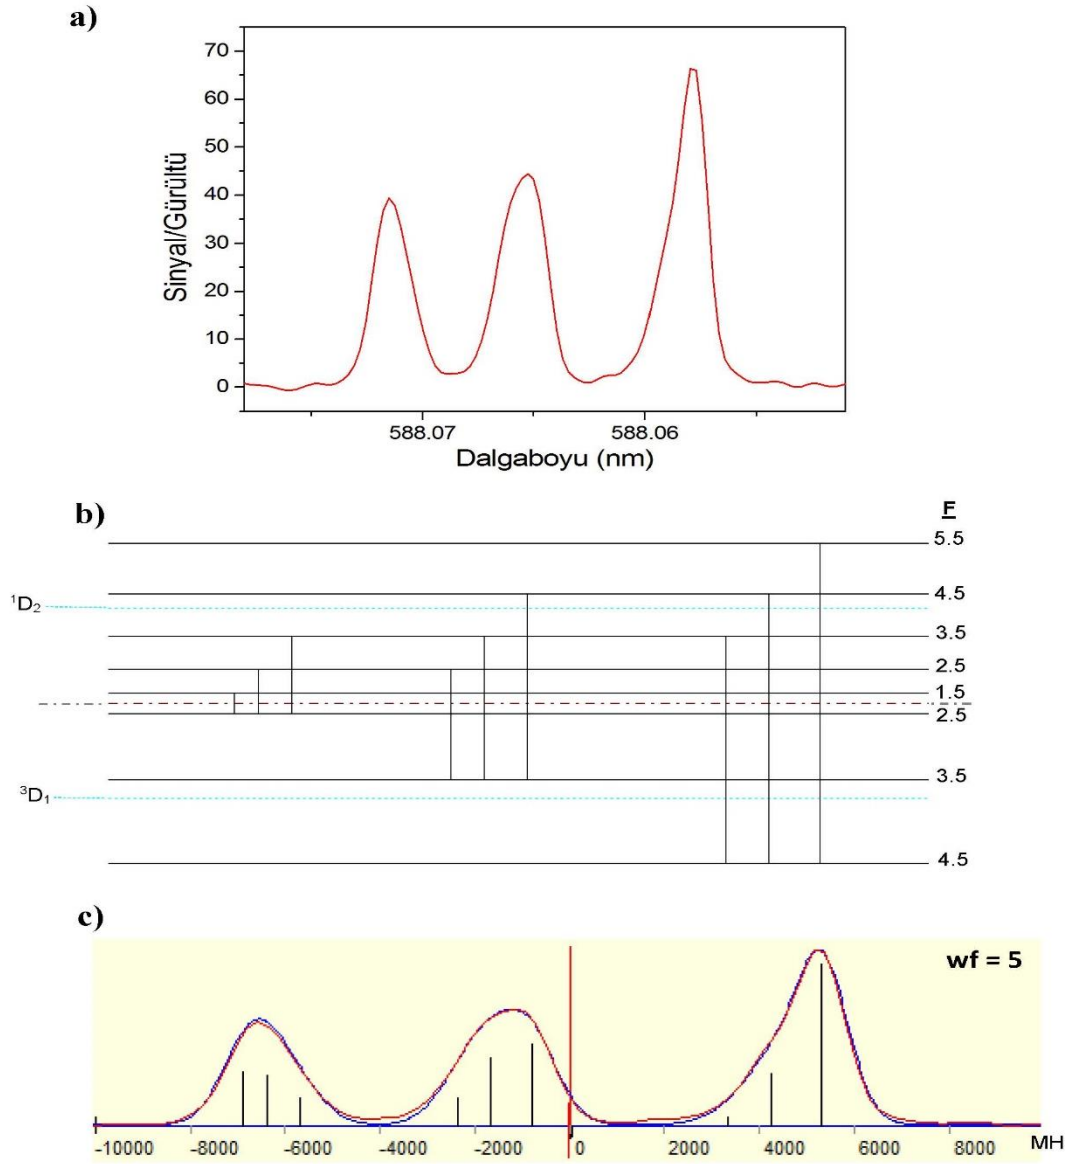 a)
70
60
50
40
30
20
10
0
Sinyal/Gürültü
588.07 588.06
Dalgaboyu (nm)
b)
F
5.5
¹D₂
4.5
3.5
2.5
1.5
2.5
3.5
³D₁
4.5
c)
wf = 5
-10000 -8000 -6000 -4000 -2000 0 2000 4000 6000 8000 MH